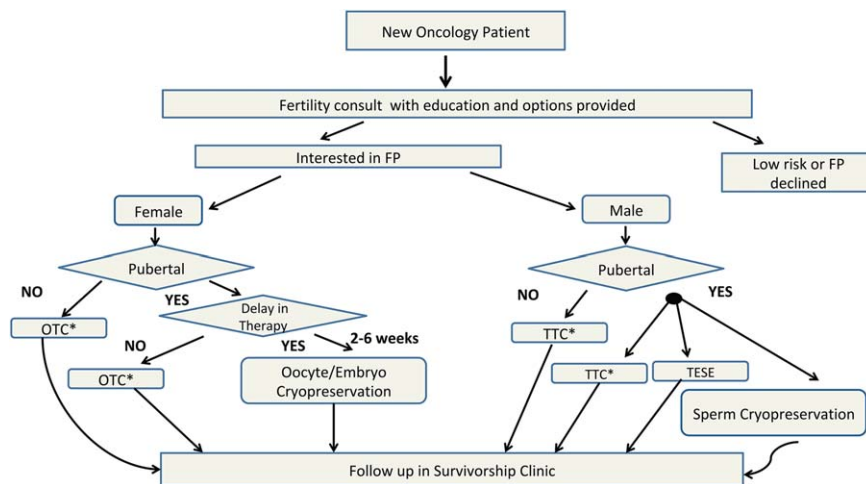 New Oncology Patient
Fertility consult with education and options provided
Interested in FP
Low risk or FP
declined
Female
Male
Pubertal
Pubertal
NO
YES
NO
YES
OTC*
Delay in
Therapy
TTC*
NO
YES
2-6 weeks
OTC*
Oocyte/Embryo
Cryopreservation
TTC*
TESE
Sperm Cryopreservation
Follow up in Survivorship Clinic